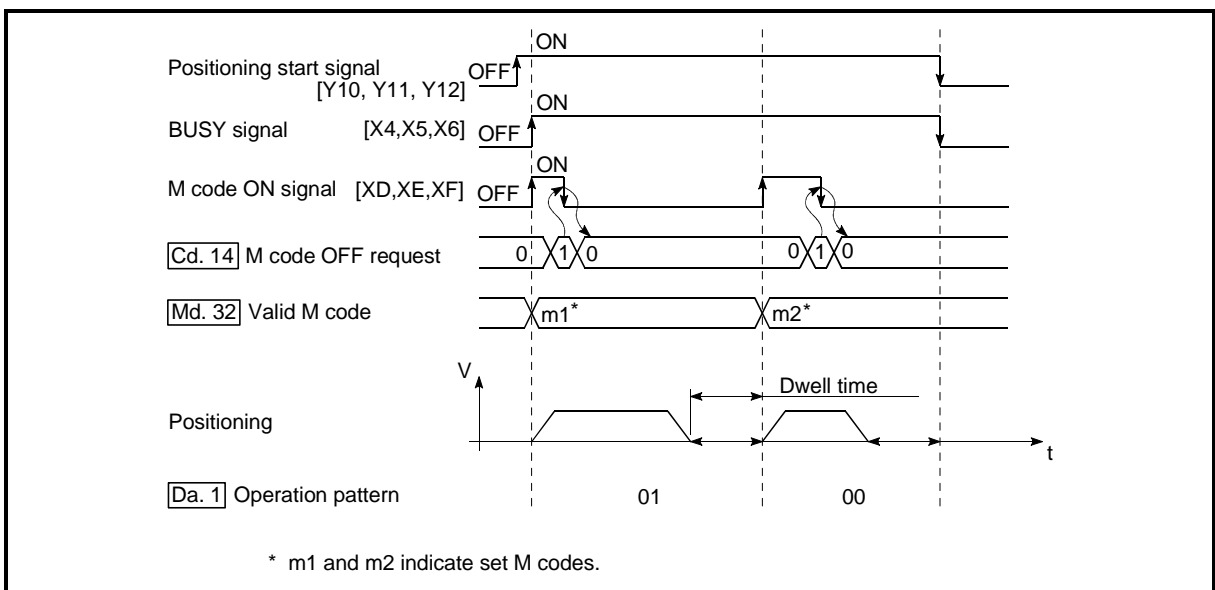 ON
Positioning start signal OFF
[Y10, Y11, Y12]
ON
BUSY signal [X4,X5,X6] OFF
ON
M code ON signal [XD,XE,XF] OFF
Cd. 14 M code OFF request 0 1 0 0 1 0
Md. 32 Valid M code m1* m2*
V
Dwell time
Positioning
t
Da. 1 Operation pattern 01 00
* m1 and m2 indicate set M codes.